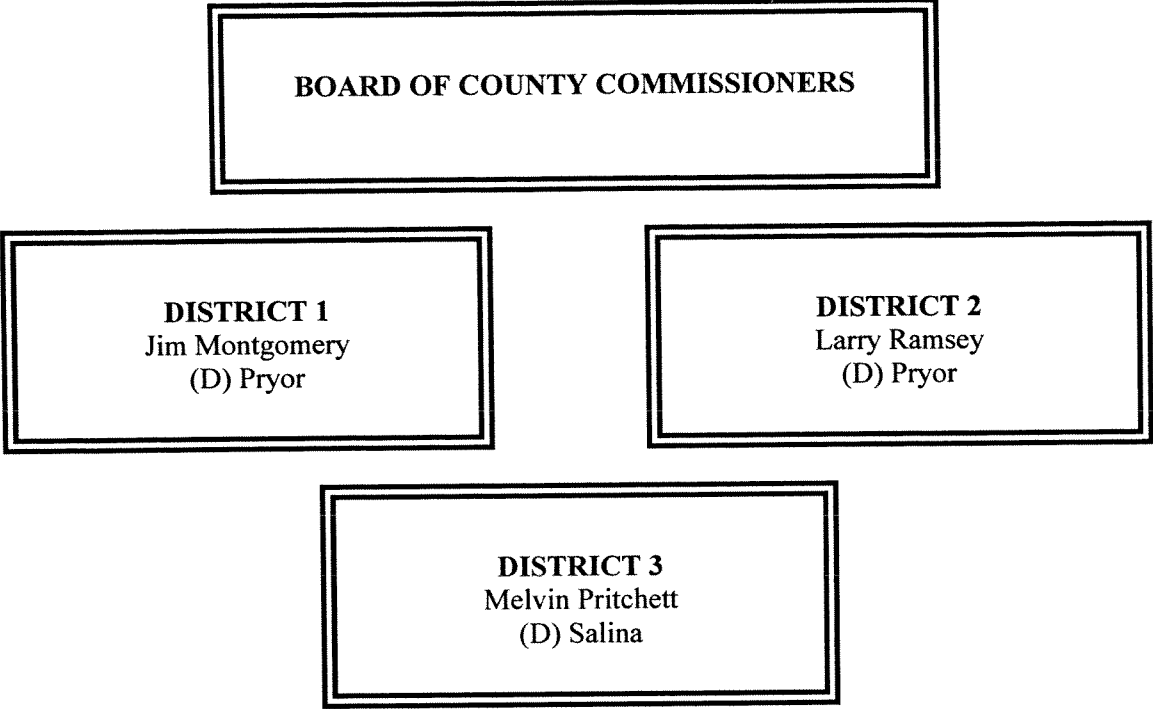 BOARD OF COUNTY COMMISSIONERS
DISTRICT 1
Jim Montgomery
(D) Pryor
DISTRICT 2
Larry Ramsey
(D) Pryor
DISTRICT 3
Melvin Pritchett
(D) Salina